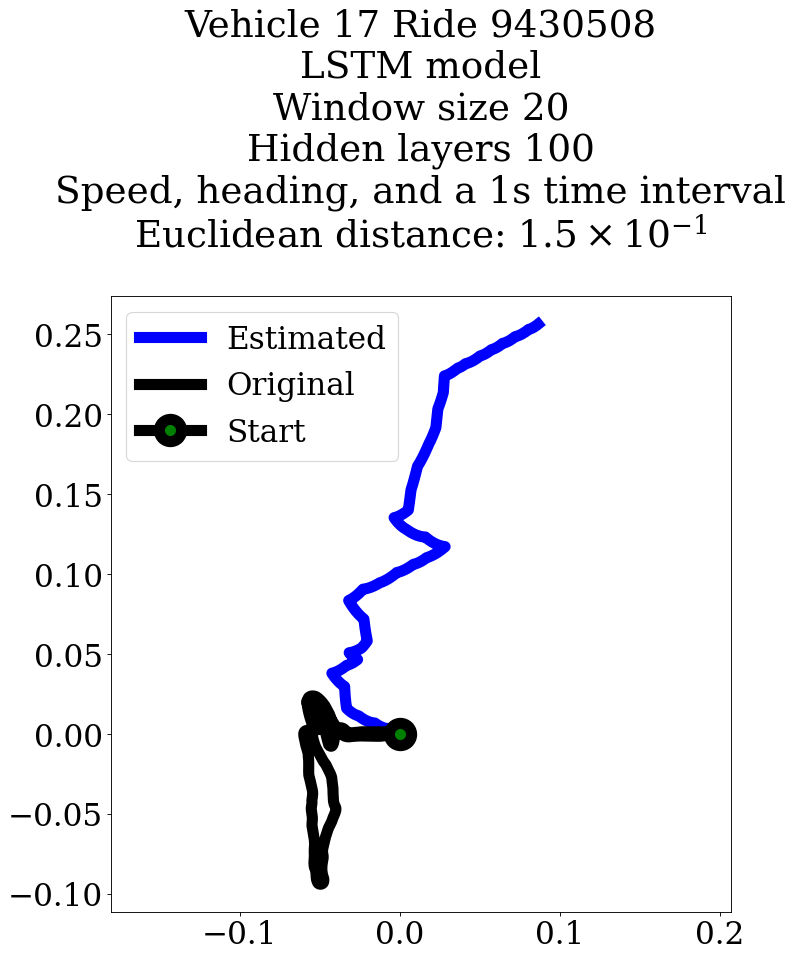 Vehicle 17 Ride 9430508
LSTM model
Window size 20
Hidden layers 100
Speed, heading, and a 1s time interval
Euclidean distance: 1.5 × 10⁻¹
Estimated
Original
Start
0.25
0.20
0.15
0.10
0.05
0.00
−0.05
−0.10
−0.1 0.0 0.1 0.2